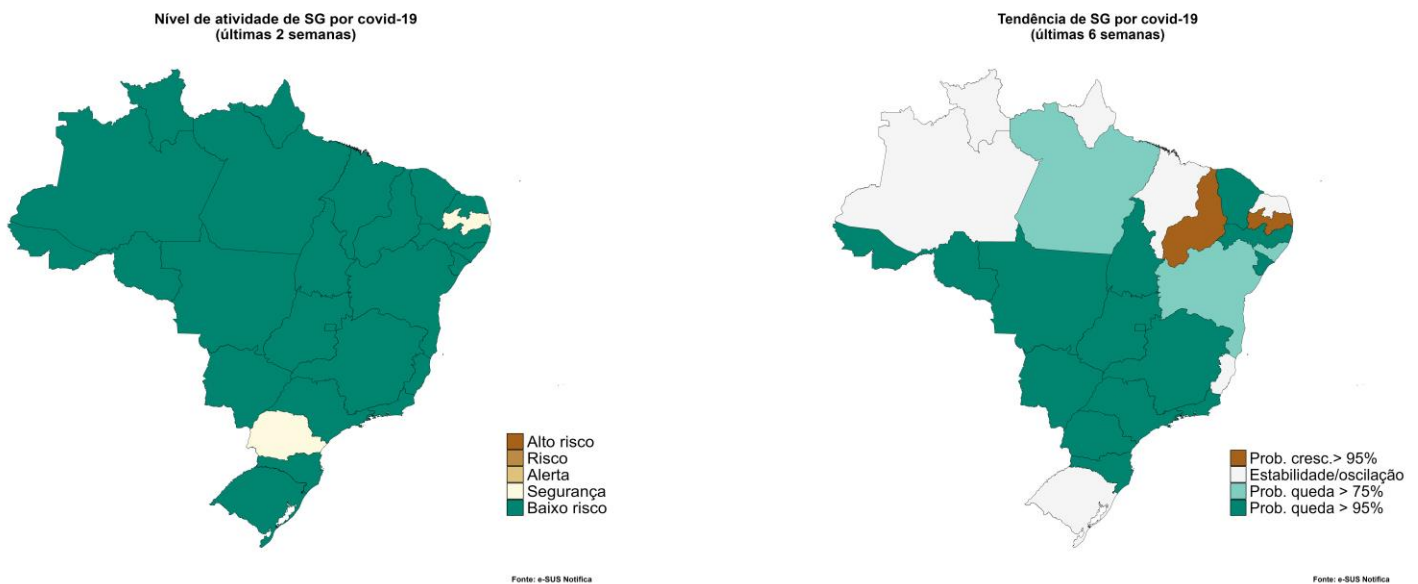 Nível de atividade de SG por covid-19
(últimas 2 semanas)
Alto risco
Risco
Alerta
Segurança
Baixo risco
Fonte: e-SUS Notifica
Tendência de SG por covid-19
(últimas 6 semanas)
Prob. cresc.> 95%
Estabilidade/oscilação
Prob. queda > 75%
Prob. queda > 95%
Fonte: e-SUS Notifica